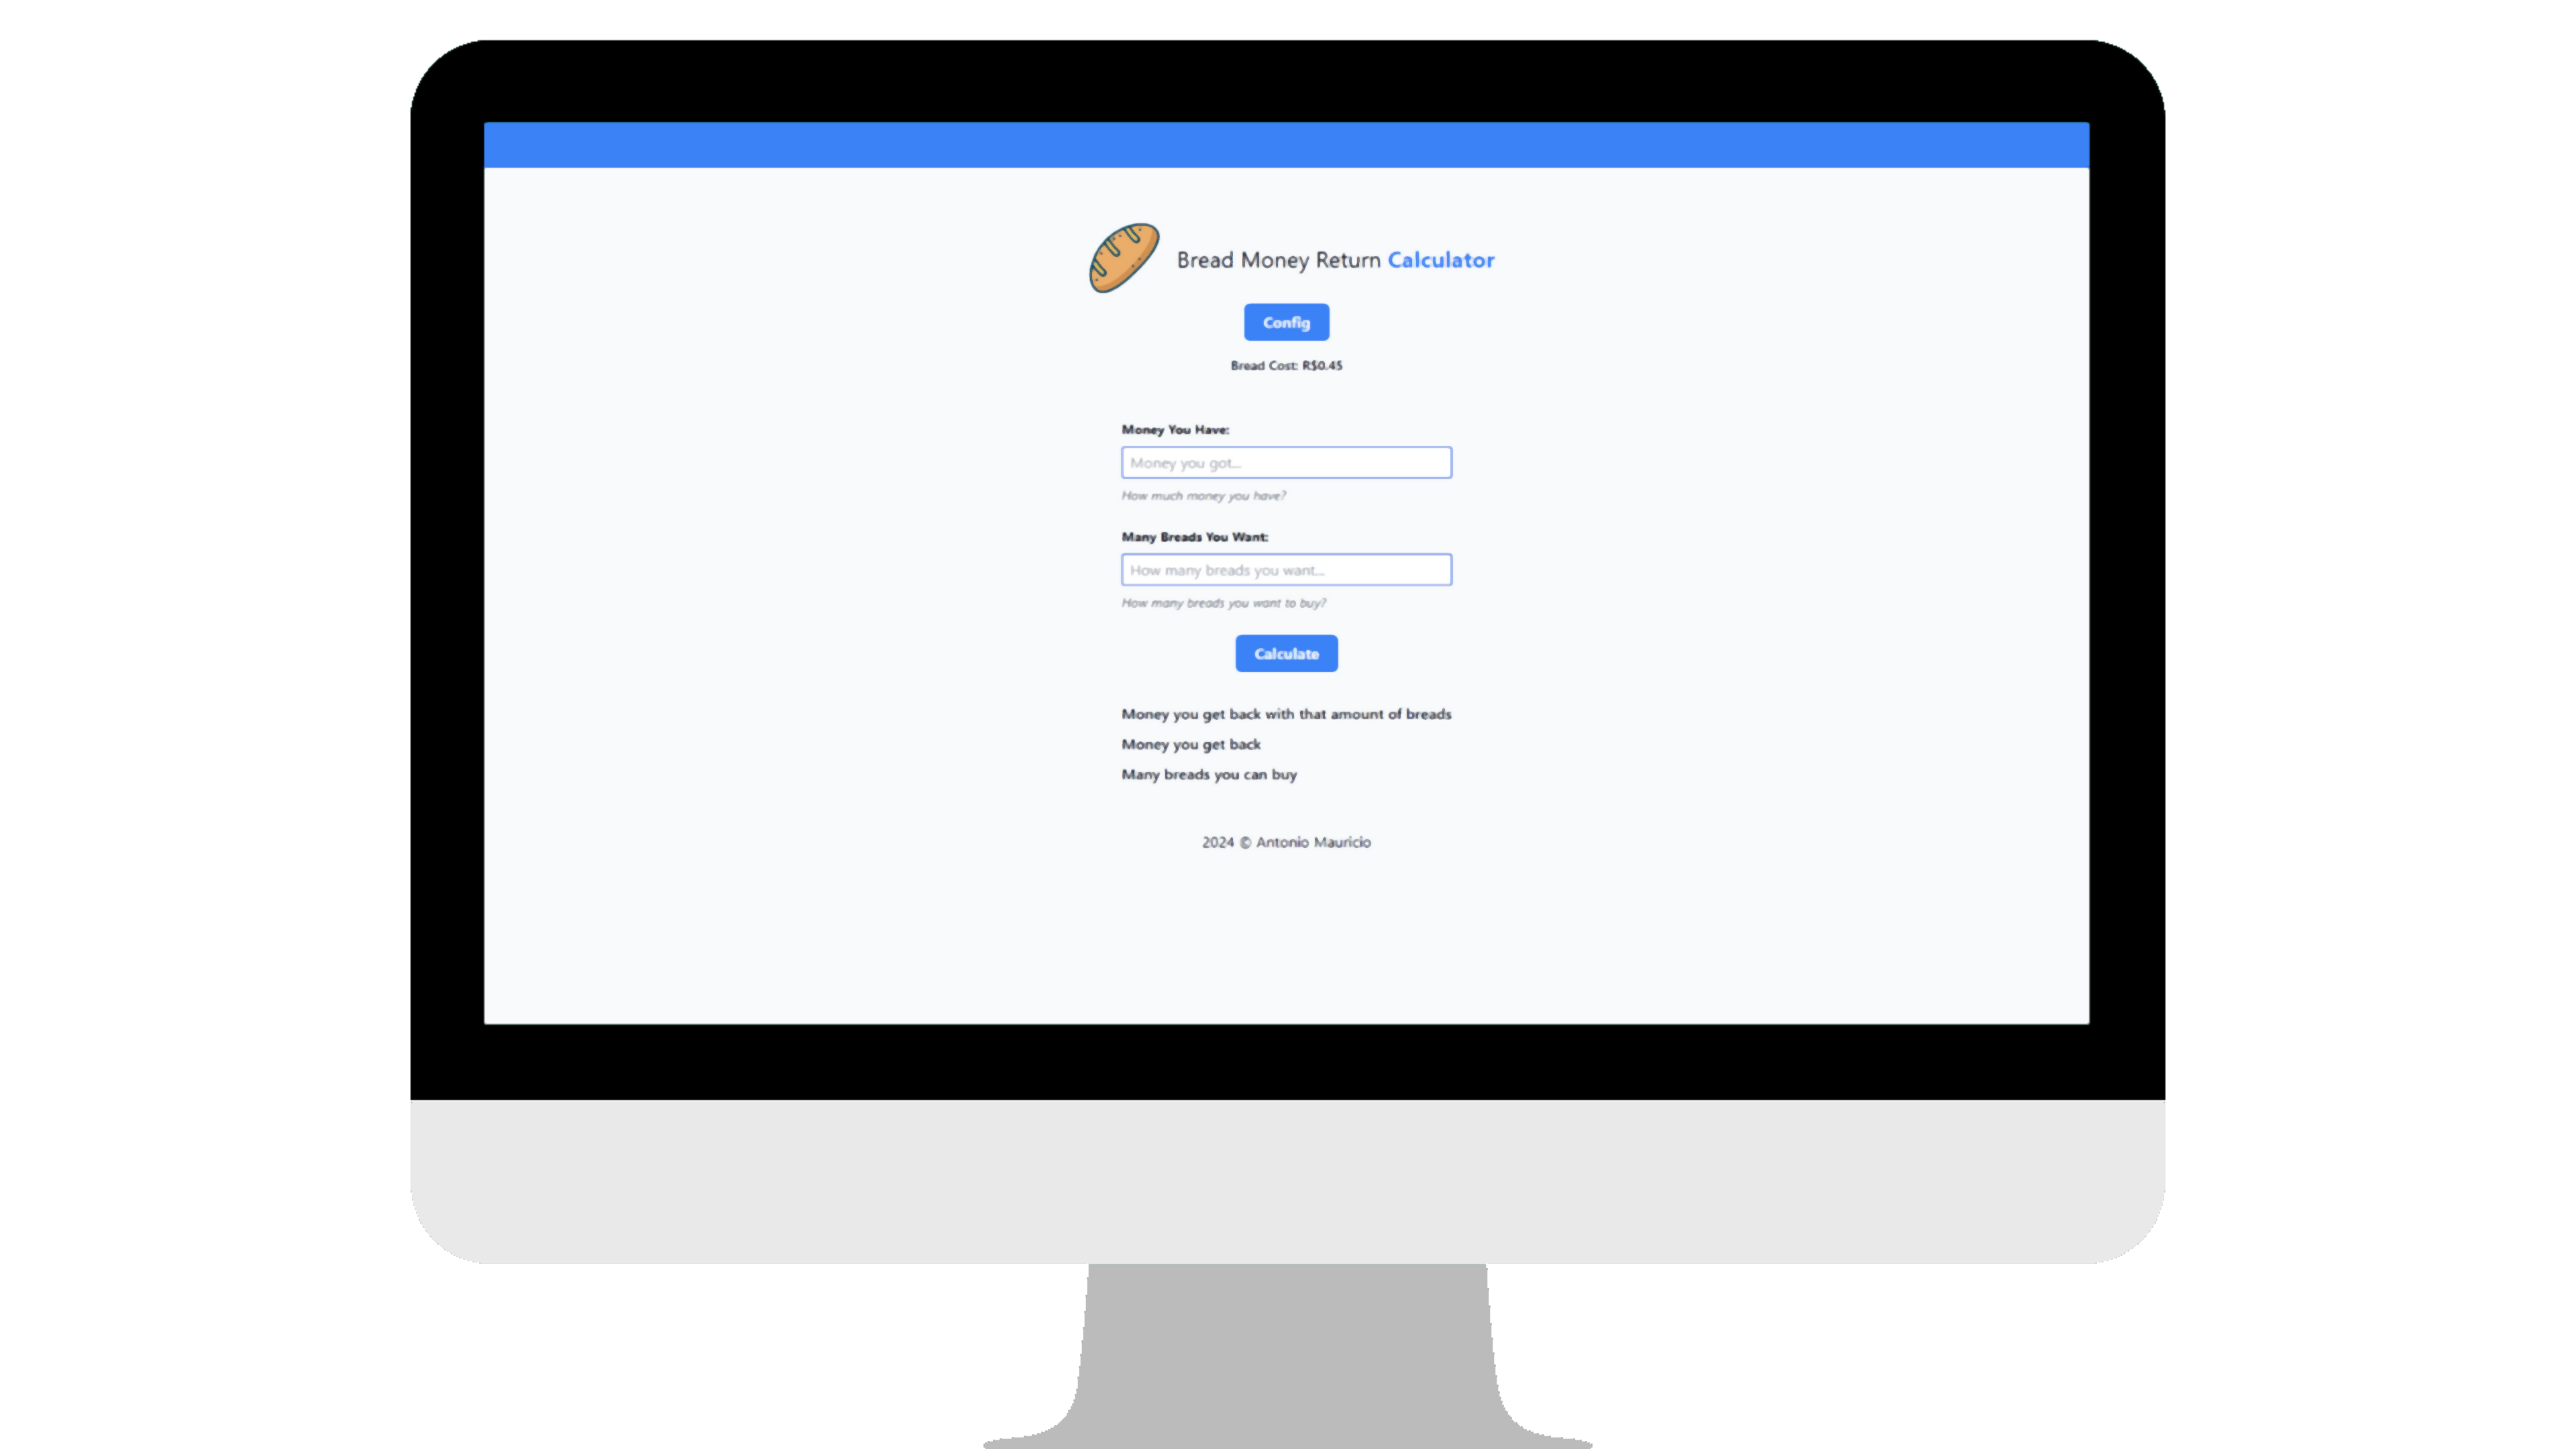 Bread Money Return Calculator
Config
Bread Cost: R$0.45
Money You Have:
Money you got...
How much money you have?
Many Breads You Want:
How many breads you want...
How many breads you want to buy?
Calculate
Money you get back with that amount of breads
Money you get back
Many breads you can buy
2024 © Antonio Maurício